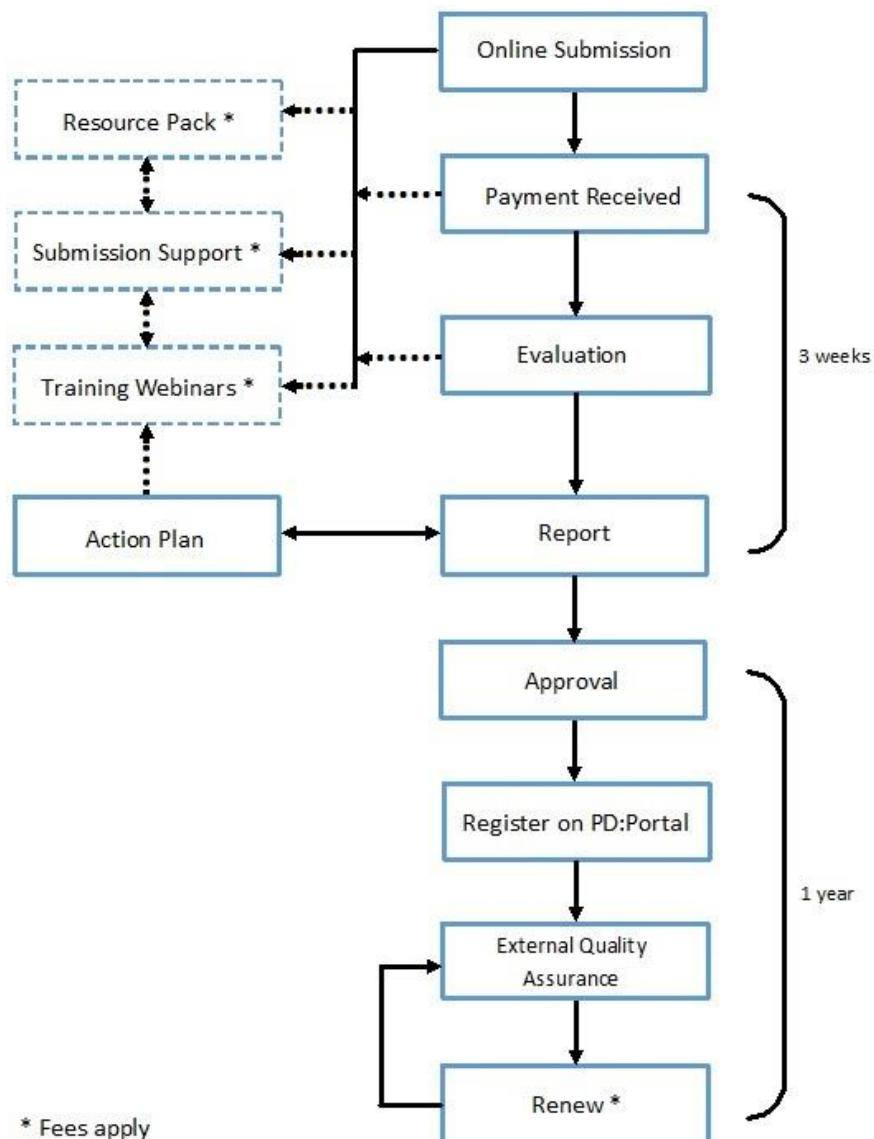 Online Submission
Resource Pack *
Payment Received
Submission Support *
Evaluation
3 weeks
Training Webinars *
Action Plan
Report
Approval
Register on PD:Portal
1 year
External Quality
Assurance
Renew *
* Fees apply